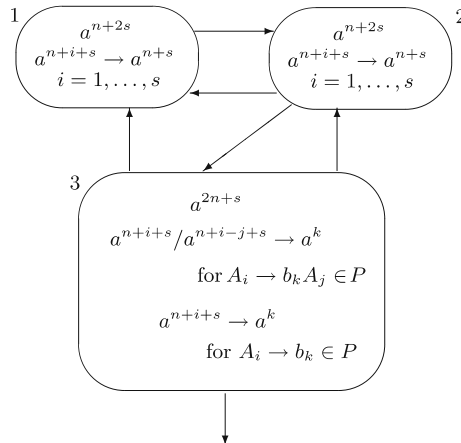 1
a^{n+2s}
a^{n+i+s} → a^{n+s}
i = 1, . . . , s
2
a^{n+2s}
a^{n+i+s} → a^{n+s}
i = 1, . . . , s
3
a^{2n+s}
a^{n+i+s}/a^{n+i−j+s} → a^k
for A_i → b_k A_j ∈ P
a^{n+i+s} → a^k
for A_i → b_k ∈ P